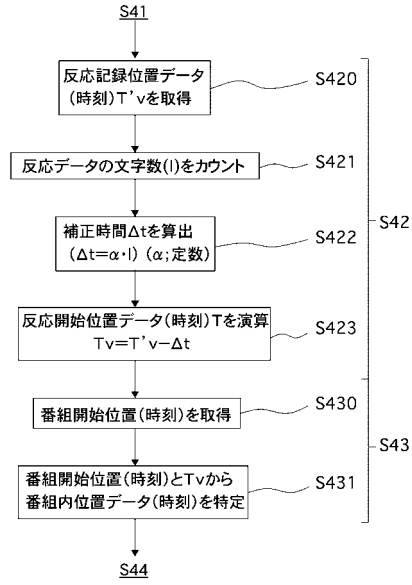 S41
反応記録位置データ
(時刻)T'vを取得
S420
反応データの文字数(l)をカウント
S421
補正時間Δtを算出
(Δt=α・l) (α;定数)
S422
S42
反応開始位置データ(時刻)Tを演算
Tv=T'v-Δt
S423
番組開始位置(時刻)を取得
S430
S43
番組開始位置(時刻)とTvから
番組内位置データ(時刻)を特定
S431
S44